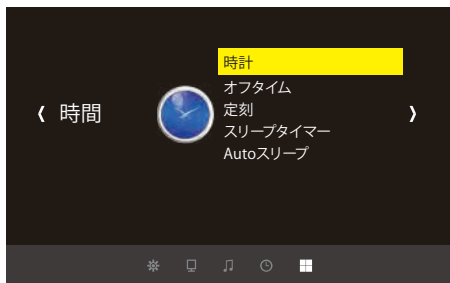 時間
時計
オフタイム
定刻
スリープタイマー
Autoスリープ